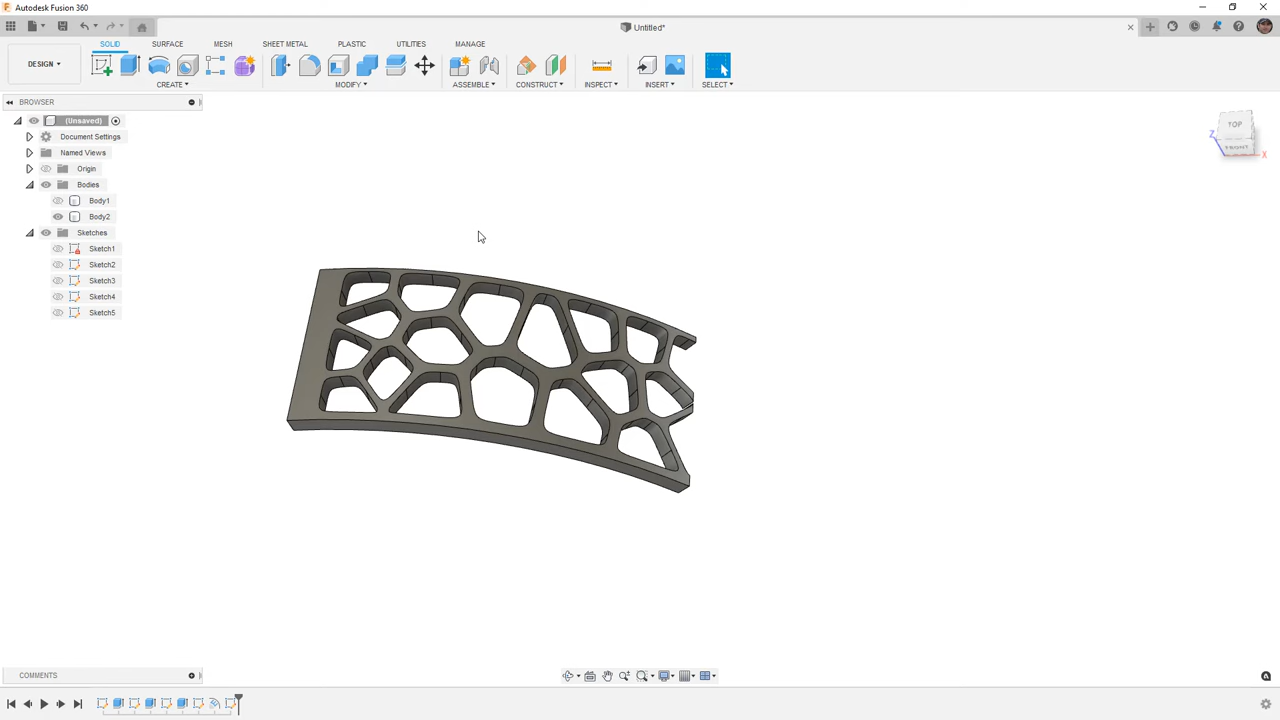 Autodesk Fusion 360
Untitled*
DESIGN
SOLID SURFACE MESH SHEET METAL PLASTIC UTILITIES MANAGE
CREATE MODIFY ASSEMBLE CONSTRUCT INSPECT INSERT SELECT
BROWSER
(Unsaved)
Document Settings
Named Views
Origin
Bodies
Body1
Body2
Sketches
Sketch1
Sketch2
Sketch3
Sketch4
Sketch5
TOP
FRONT
Z
X
COMMENTS